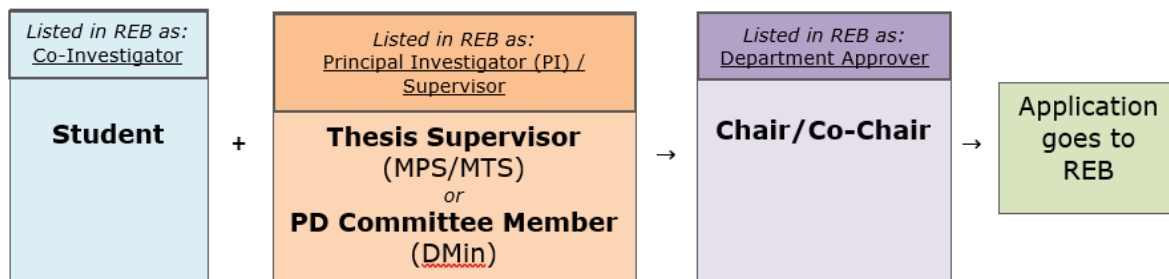 Listed in REB as:
Co-Investigator
Student
+
Listed in REB as:
Principal Investigator (PI) /
Supervisor
Thesis Supervisor
(MPS/MTS)
or
PD Committee Member
(DMin)
→
Listed in REB as:
Department Approver
Chair/Co-Chair
→
Application
goes to
REB